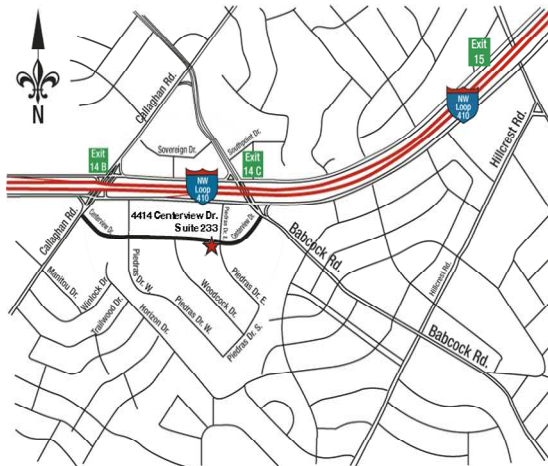 Exit
15
NW
Loop
410
Callaghan Rd.
Hillcrest Rd.
N
Exit
14 B
Sovereign Dr.
Southpoint Dr.
Exit
14 C
NW
Loop
410
4414 Centerview Dr.
Suite 233
Callaghan Rd.
Centerview Dr.
Piedras Dr. E.
Centerview Dr.
Babcock Rd.
Hillcrest Rd.
Manitou Dr.
Winlock Dr.
Trailwood Dr.
Horizon Dr.
Piedras Dr. W.
Piedras Dr. W.
Woodcock Dr.
Piedras Dr. E.
Piedras Dr. S.
Babcock Rd.